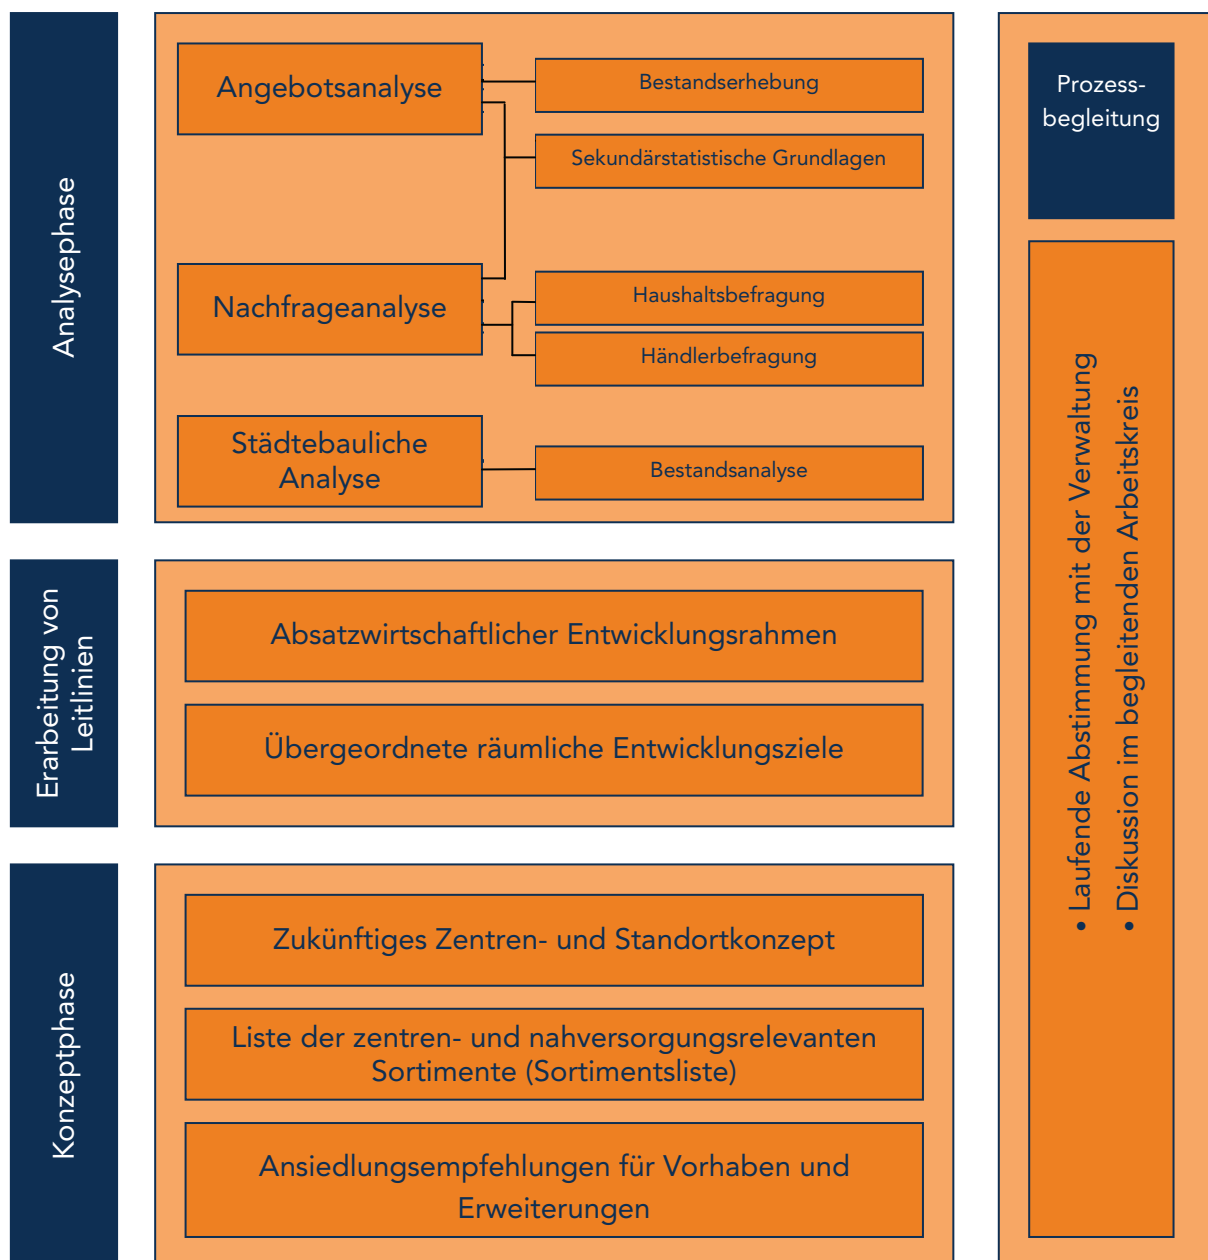 Analysephase
Angebotsanalyse
Bestandserhebung
Sekundärstatistische Grundlagen
Nachfrageanalyse
Haushaltsbefragung
Händlerbefragung
Städtebauliche
Analyse
Bestandsanalyse
Erarbeitung von
Leitlinien
Absatzwirtschaftlicher Entwicklungsrahmen
Übergeordnete räumliche Entwicklungsziele
Konzeptphase
Zukünftiges Zentren- und Standortkonzept
Liste der zentren- und nahversorgungsrelevanten
Sortimente (Sortimentsliste)
Ansiedlungsempfehlungen für Vorhaben und
Erweiterungen
Prozess-
begleitung
• Laufende Abstimmung mit der Verwaltung
• Diskussion im begleitenden Arbeitskreis